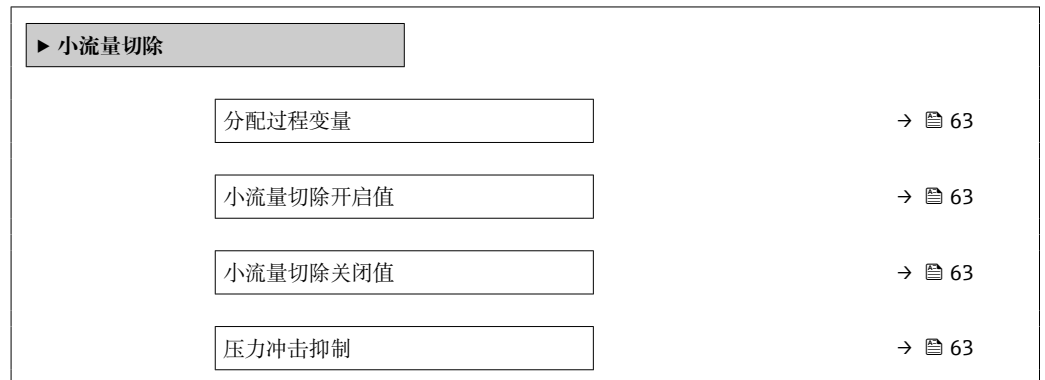 ▶ 小流量切除
分配过程变量 → 63
小流量切除开启值 → 63
小流量切除关闭值 → 63
压力冲击抑制 → 63